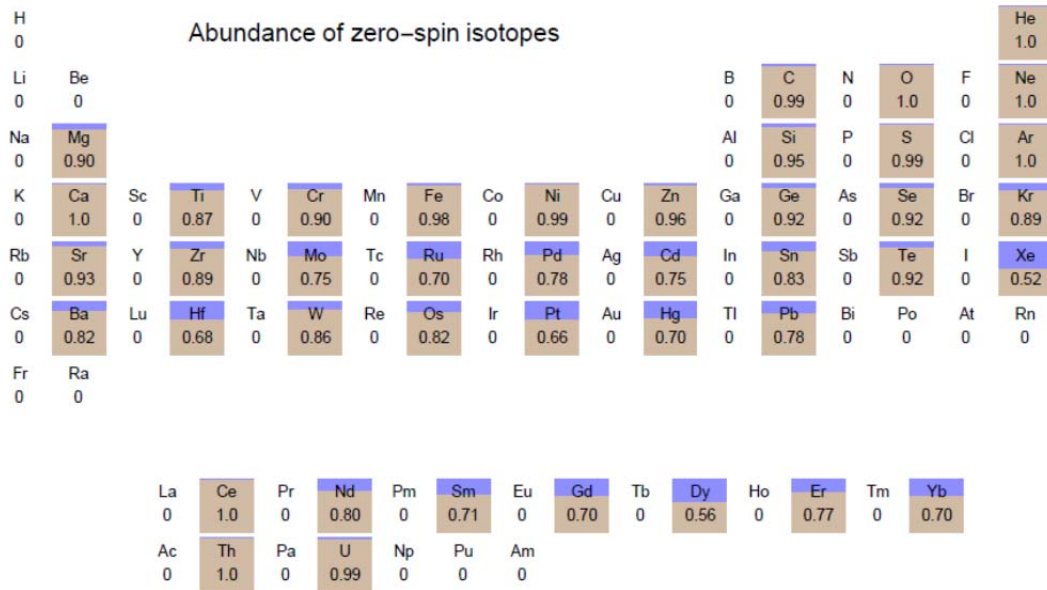 Abundance of zero-spin isotopes
H He
0 1.0
Li Be B C N O F Ne
0 0 0 0.99 0 1.0 0 1.0
Na Mg Al Si P S Cl Ar
0 0.90 0 0.95 0 0.99 0 1.0
K Ca Sc Ti V Cr Mn Fe Co Ni Cu Zn Ga Ge As Se Br Kr
0 1.0 0 0.87 0 0.90 0 0.98 0 0.99 0 0.96 0 0.92 0 0.92 0 0.89
Rb Sr Y Zr Nb Mo Tc Ru Rh Pd Ag Cd In Sn Sb Te I Xe
0 0.93 0 0.89 0 0.75 0 0.70 0 0.78 0 0.75 0 0.83 0 0.92 0 0.52
Cs Ba Lu Hf Ta W Re Os Ir Pt Au Hg Tl Pb Bi Po At Rn
0 0.82 0 0.68 0 0.86 0 0.82 0 0.66 0 0.70 0 0.78 0 0 0 0
Fr Ra
0 0
La Ce Pr Nd Pm Sm Eu Gd Tb Dy Ho Er Tm Yb
0 1.0 0 0.80 0 0.71 0 0.70 0 0.56 0 0.77 0 0.70
Ac Th Pa U Np Pu Am
0 1.0 0 0.99 0 0 0